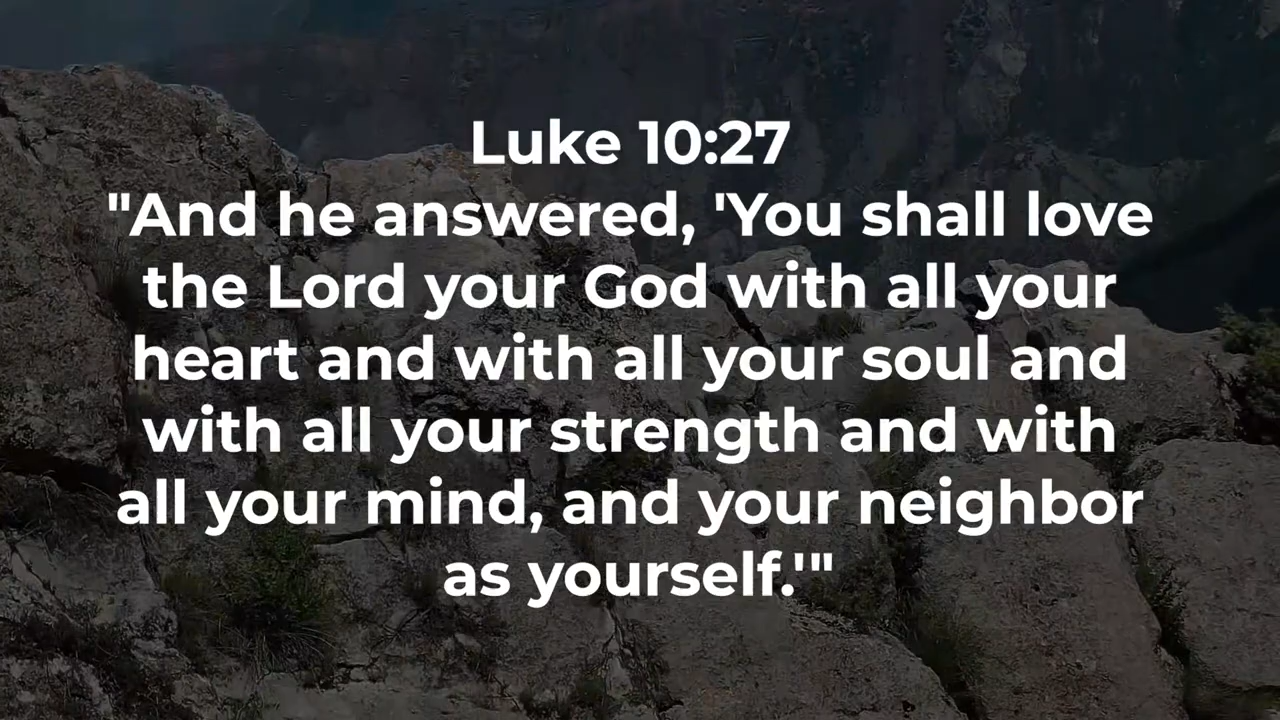 Luke 10:27
"And he answered, 'You shall love
the Lord your God with all your
heart and with all your soul and
with all your strength and with
all your mind, and your neighbor
as yourself.'"